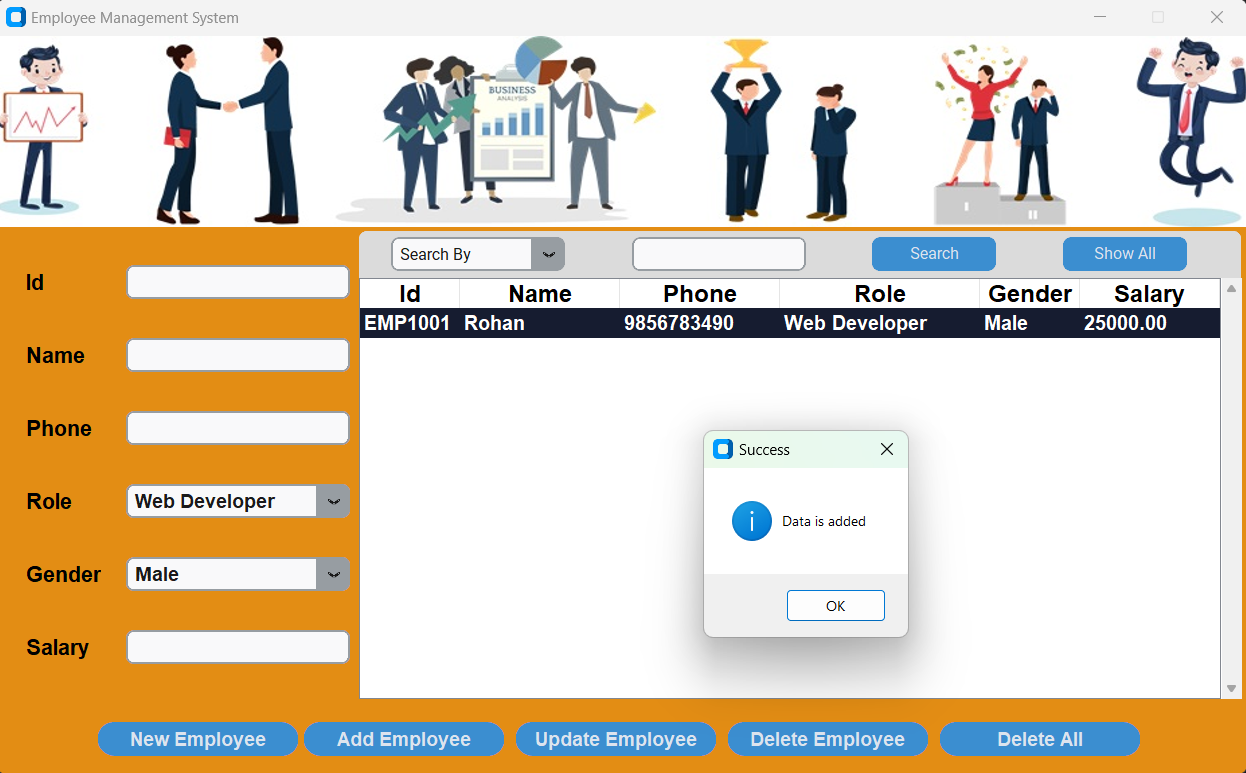 Employee Management System
BUSINESS
ANALYSIS
I
II
Search By
Search
Show All
Id
Name
Phone
Role
Gender
Salary
Id Name Phone Role Gender Salary
EMP1001 Rohan 9856783490 Web Developer Male 25000.00
Web Developer
Male
Success
Data is added
OK
New Employee
Add Employee
Update Employee
Delete Employee
Delete All